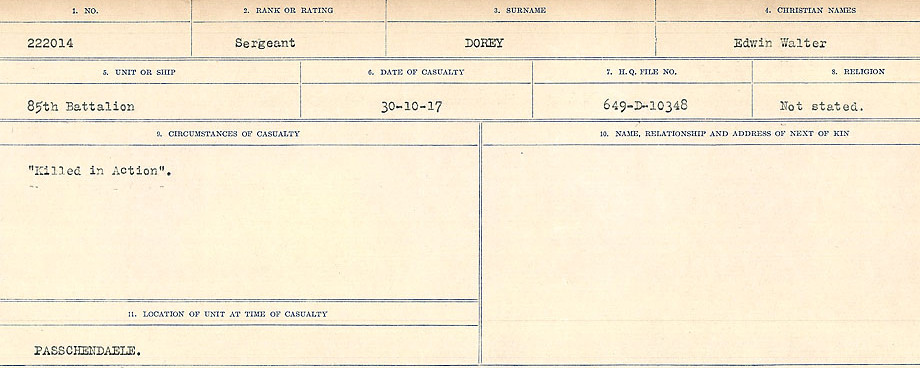 1. NO. 2. RANK OR RATING 3. SURNAME 4. CHRISTIAN NAMES
222014 Sergeant DOREY Edwin Walter
5. UNIT OR SHIP 6. DATE OF CASUALTY 7. H.Q. FILE NO. 8. RELIGION
85th Battalion 30-10-17 649-D-10348 Not stated.
9. CIRCUMSTANCES OF CASUALTY 10. NAME, RELATIONSHIP AND ADDRESS OF NEXT OF KIN
"Killed in Action".
11. LOCATION OF UNIT AT TIME OF CASUALTY
PASSCHENDAELE.